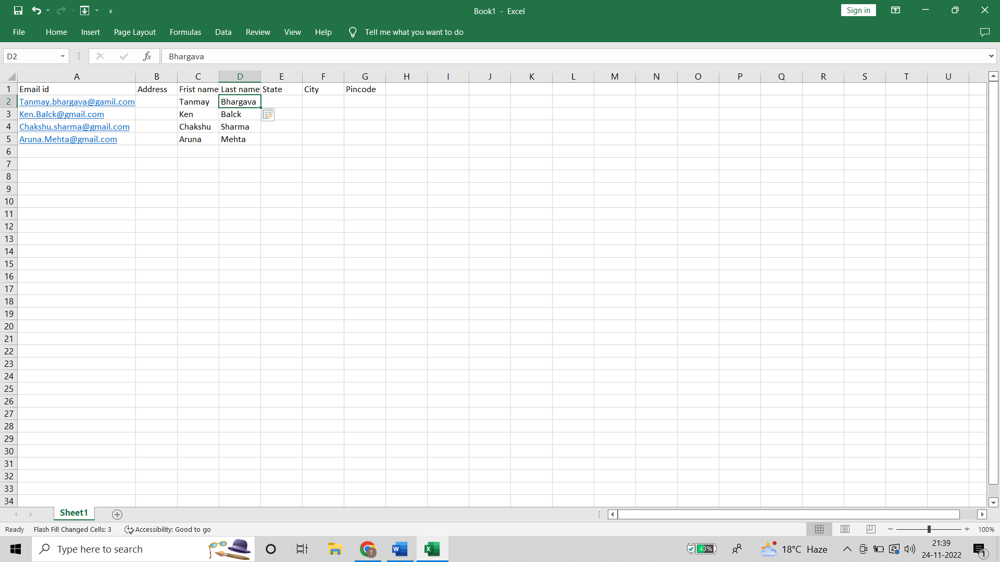 Book1 - Excel
Sign in
File Home Insert Page Layout Formulas Data Review View Help Tell me what you want to do
D2 fx Bhargava
A B C D E F G H I J K L M N O P Q R S T U
1 Email id Address Frist name Last name State City Pincode
2 Tanmay.bhargava@gamil.com Tanmay Bhargava
3 Ken.Balck@gmail.com Ken Balck
4 Chakshu.sharma@gmail.com Chakshu Sharma
5 Aruna.Mehta@gmail.com Aruna Mehta
6
7
8
9
10
11
12
13
14
15
16
17
18
19
20
21
22
23
24
25
26
27
28
29
30
31
32
33
34
Sheet1
Ready Flash Fill Changed Cells: 3 Accessibility: Good to go 100%
Type here to search W X T 43% 18°C Haze 21:39
24-11-2022 1